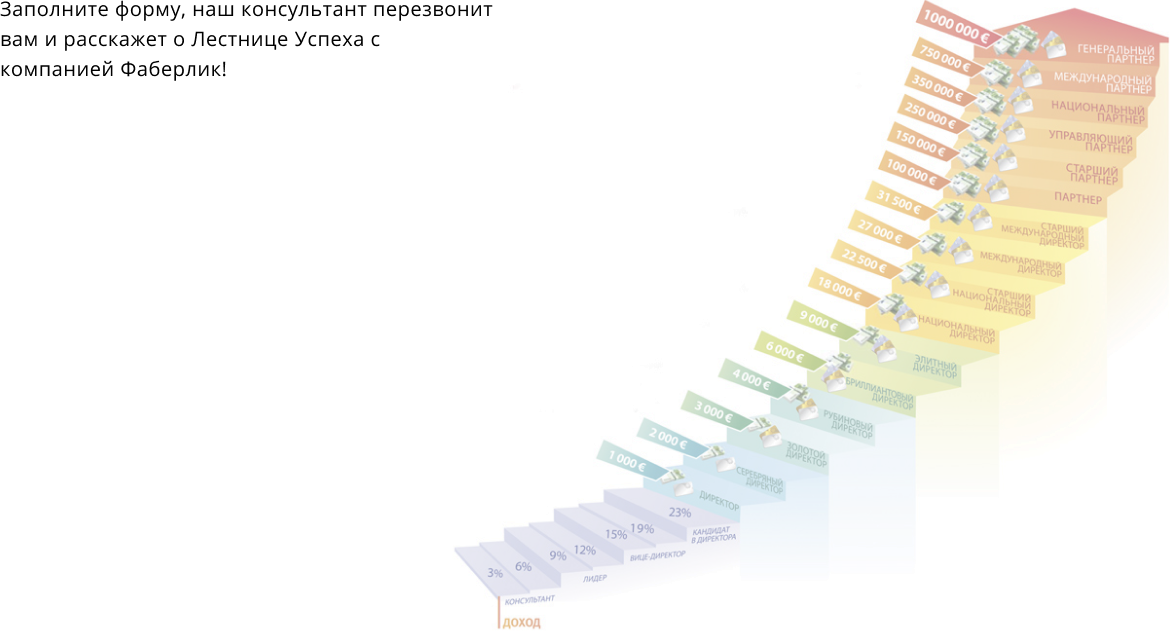 Заполните форму, наш консультант перезвонит
вам и расскажет о Лестнице Успеха с
компанией Фаберлик!
1000 000 €
ГЕНЕРАЛЬНЫЙ
ПАРТНЕР
750 000 €
МЕЖДУНАРОДНЫЙ
ПАРТНЕР
350 000 €
НАЦИОНАЛЬНЫЙ
ПАРТНЕР
250 000 €
УПРАВЛЯЮЩИЙ
ПАРТНЕР
150 000 €
СТАРШИЙ
ПАРТНЕР
100 000 €
ПАРТНЕР
31 500 €
СТАРШИЙ
МЕЖДУНАРОДНЫЙ
ДИРЕКТОР
27 000 €
МЕЖДУНАРОДНЫЙ
ДИРЕКТОР
22 500 €
СТАРШИЙ
НАЦИОНАЛЬНЫЙ
ДИРЕКТОР
18 000 €
НАЦИОНАЛЬНЫЙ
ДИРЕКТОР
9 000 €
ЭЛИТНЫЙ
ДИРЕКТОР
6 000 €
БРИЛЛИАНТОВЫЙ
ДИРЕКТОР
4 000 €
РУБИНОВЫЙ
ДИРЕКТОР
3 000 €
ЗОЛОТОЙ
ДИРЕКТОР
2 000 €
СЕРЕБРЯНЫЙ
ДИРЕКТОР
1 000 €
ДИРЕКТОР
23%
КАНДИДАТ
В ДИРЕКТОРА
19%
15%
ВИЦЕ-ДИРЕКТОР
12%
9%
ЛИДЕР
6%
3%
КОНСУЛЬТАНТ
ДОХОД